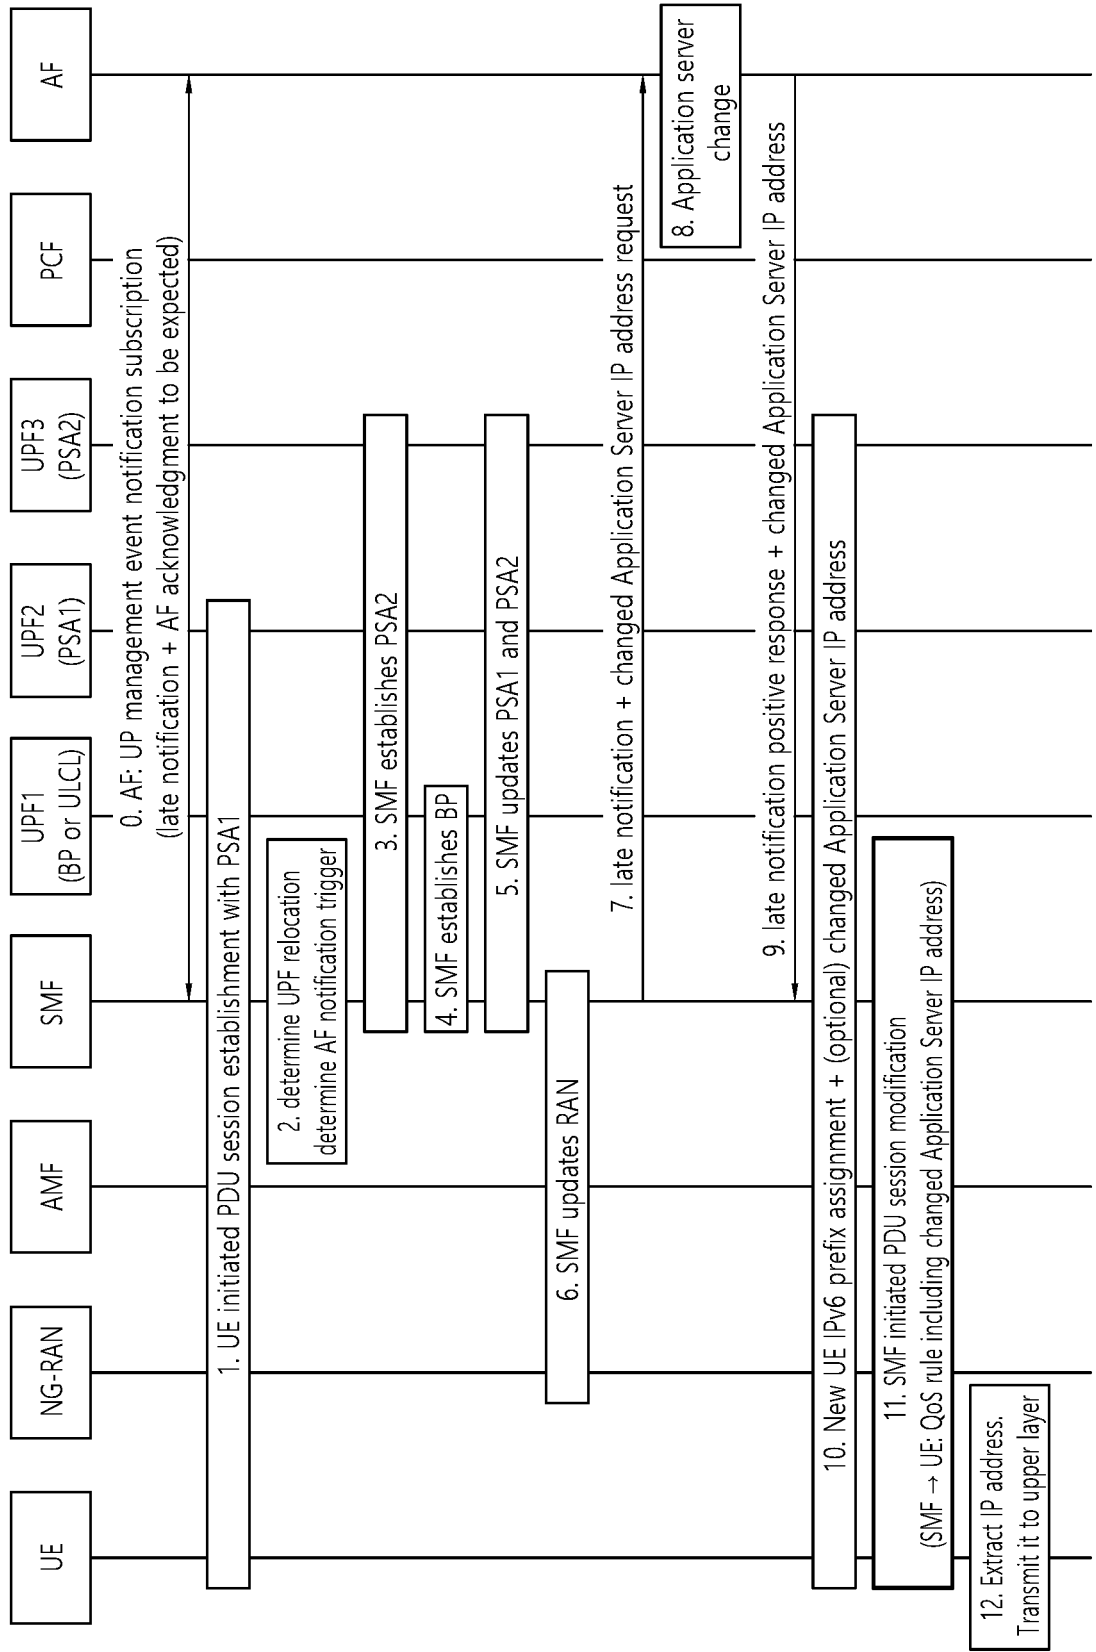 UE
NG-RAN
AMF
SMF
UPF1
(BP or ULCL)
UPF2
(PSA1)
UPF3
(PSA2)
PCF
AF
0. AF: UP management event notification subscription
(late notification + AF acknowledgment to be expected)
1. UE initiated PDU session establishment with PSA1
2. determine UPF relocation
determine AF notification trigger
3. SMF establishes PSA2
4. SMF establishes BP
5. SMF updates PSA1 and PSA2
6. SMF updates RAN
7. late notification + changed Application Server IP address request
8. Application server
change
9. late notification positive response + changed Application Server IP address
10. New UE IPv6 prefix assignment + (optional) changed Application Server IP address
11. SMF initiated PDU session modification
(SMF → UE: QoS rule including changed Application Server IP address)
12. Extract IP address.
Transmit it to upper layer